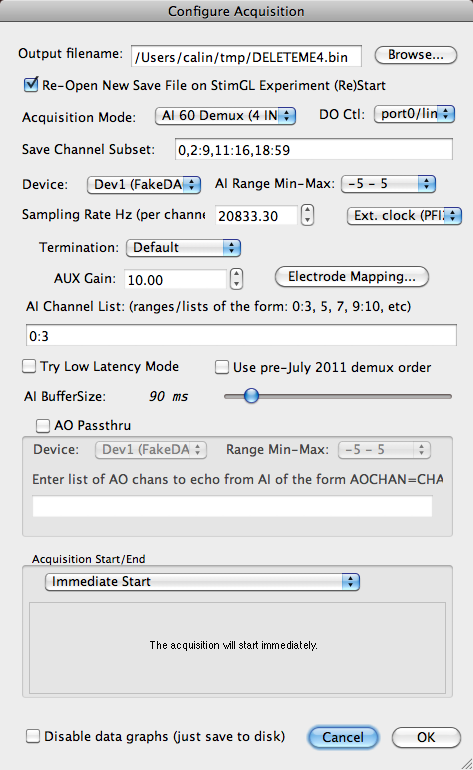 Configure Acquisition
Output filename: /Users/calin/tmp/DELETEME4.bin Browse...
Re-Open New Save File on StimGL Experiment (Re)Start
Acquisition Mode: AI 60 Demux (4 IN DO Ctl: port0/lin
Save Channel Subset: 0,2:9,11:16,18:59
Device: Dev1 (FakeDA AI Range Min-Max: -5 - 5
Sampling Rate Hz (per channe 20833.30 Ext. clock (PFI
Termination: Default
AUX Gain: 10.00 Electrode Mapping...
AI Channel List: (ranges/lists of the form: 0:3, 5, 7, 9:10, etc)
0:3
Try Low Latency Mode Use pre-July 2011 demux order
AI BufferSize: 90 ms
AO Passthru
Device: Dev1 (FakeDA Range Min-Max: -5 - 5
Enter list of AO chans to echo from AI of the form AOCHAN=CHA
Acquisition Start/End
Immediate Start
The acquisition will start immediately.
Disable data graphs (just save to disk) Cancel OK